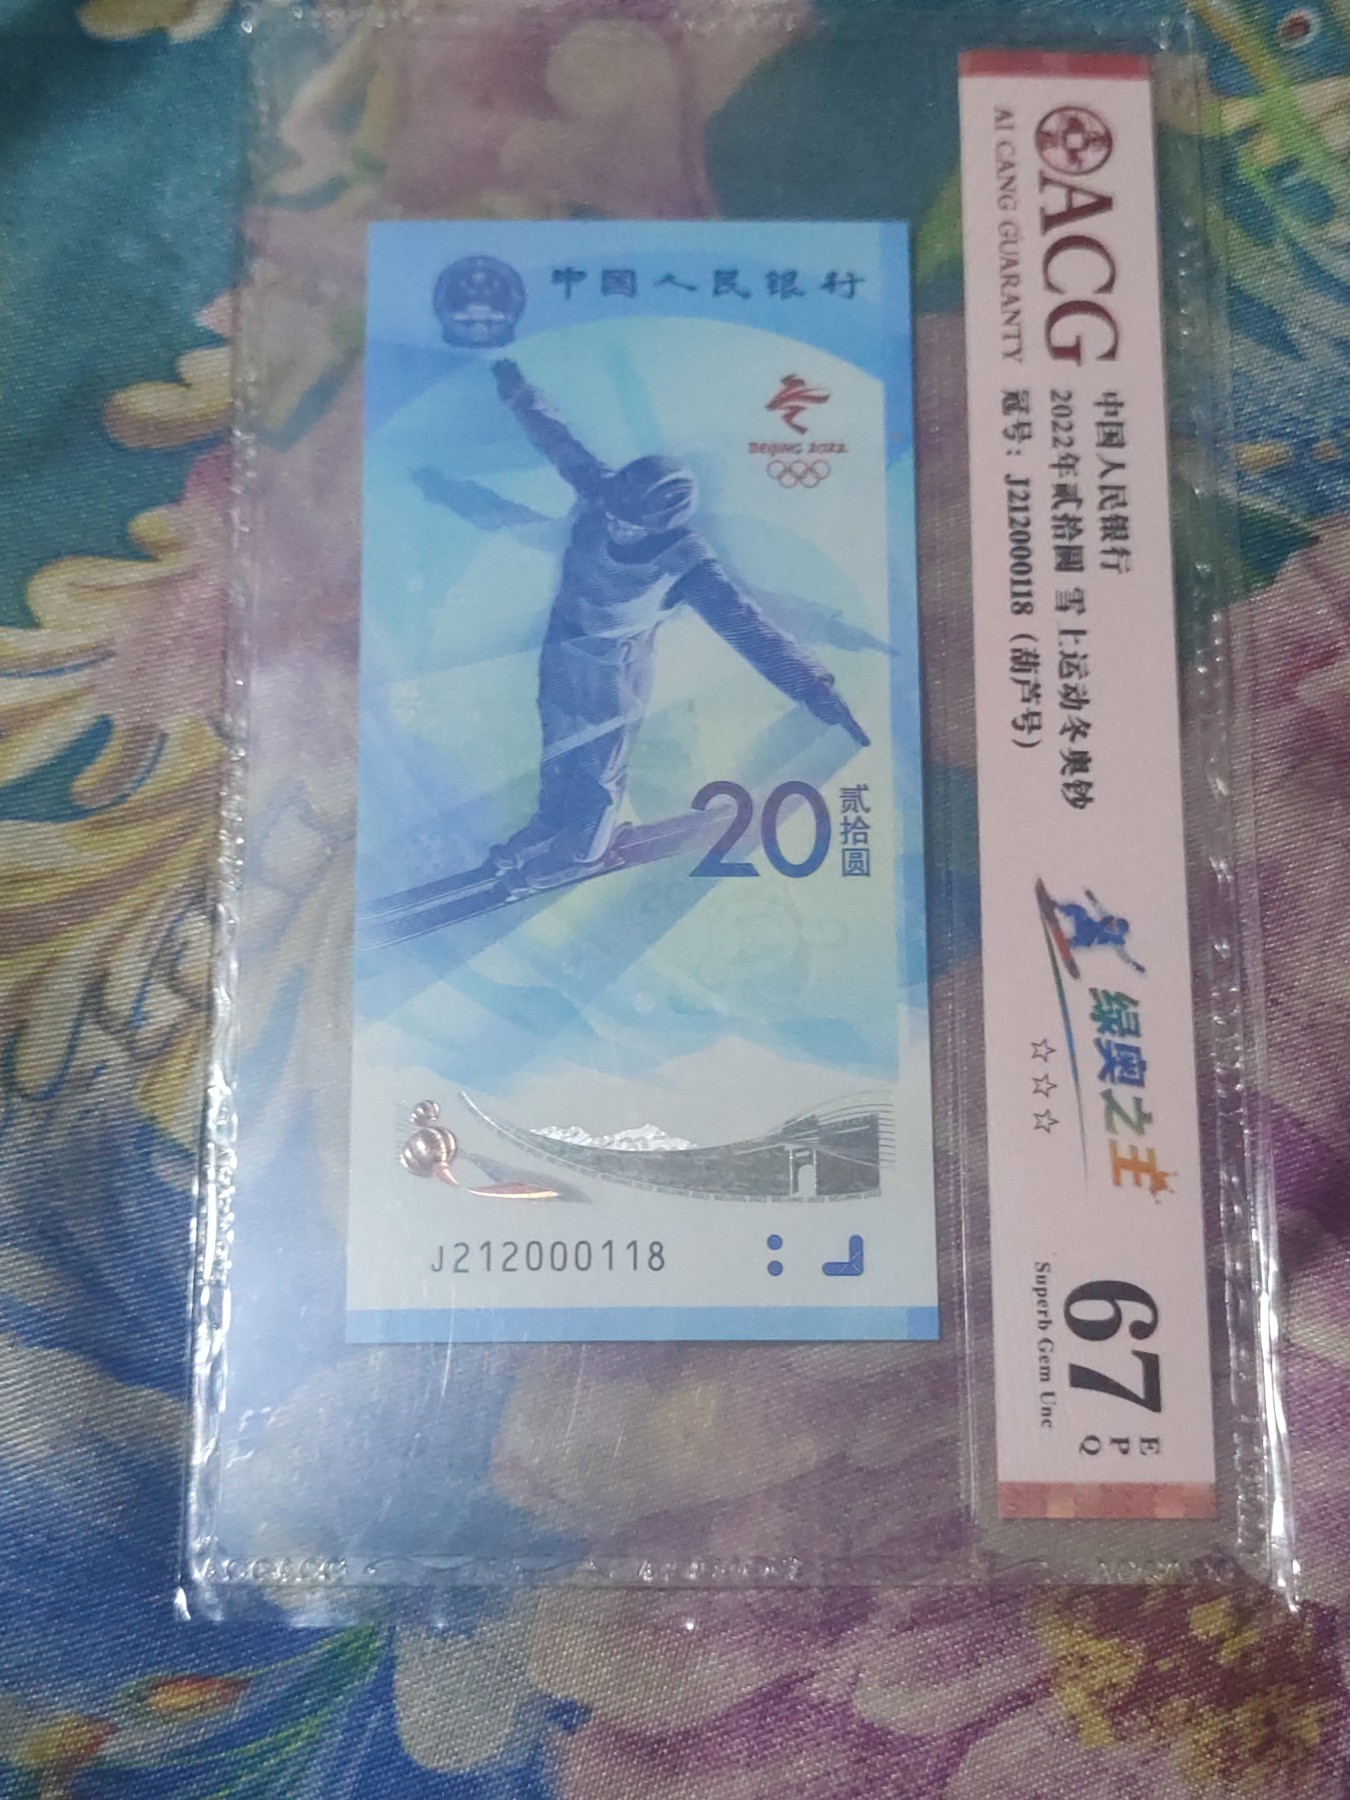 中国人民银行
BEIJING 2022
20
贰拾圆
J212000118
ACG
AI CANG GUARANTY
中国人民银行
2022年贰拾圆 雪上运动冬奥钞
冠号：J212000118（葫芦号）
绿奥之主
☆☆☆
67
EPQ
Superb Gem Unc